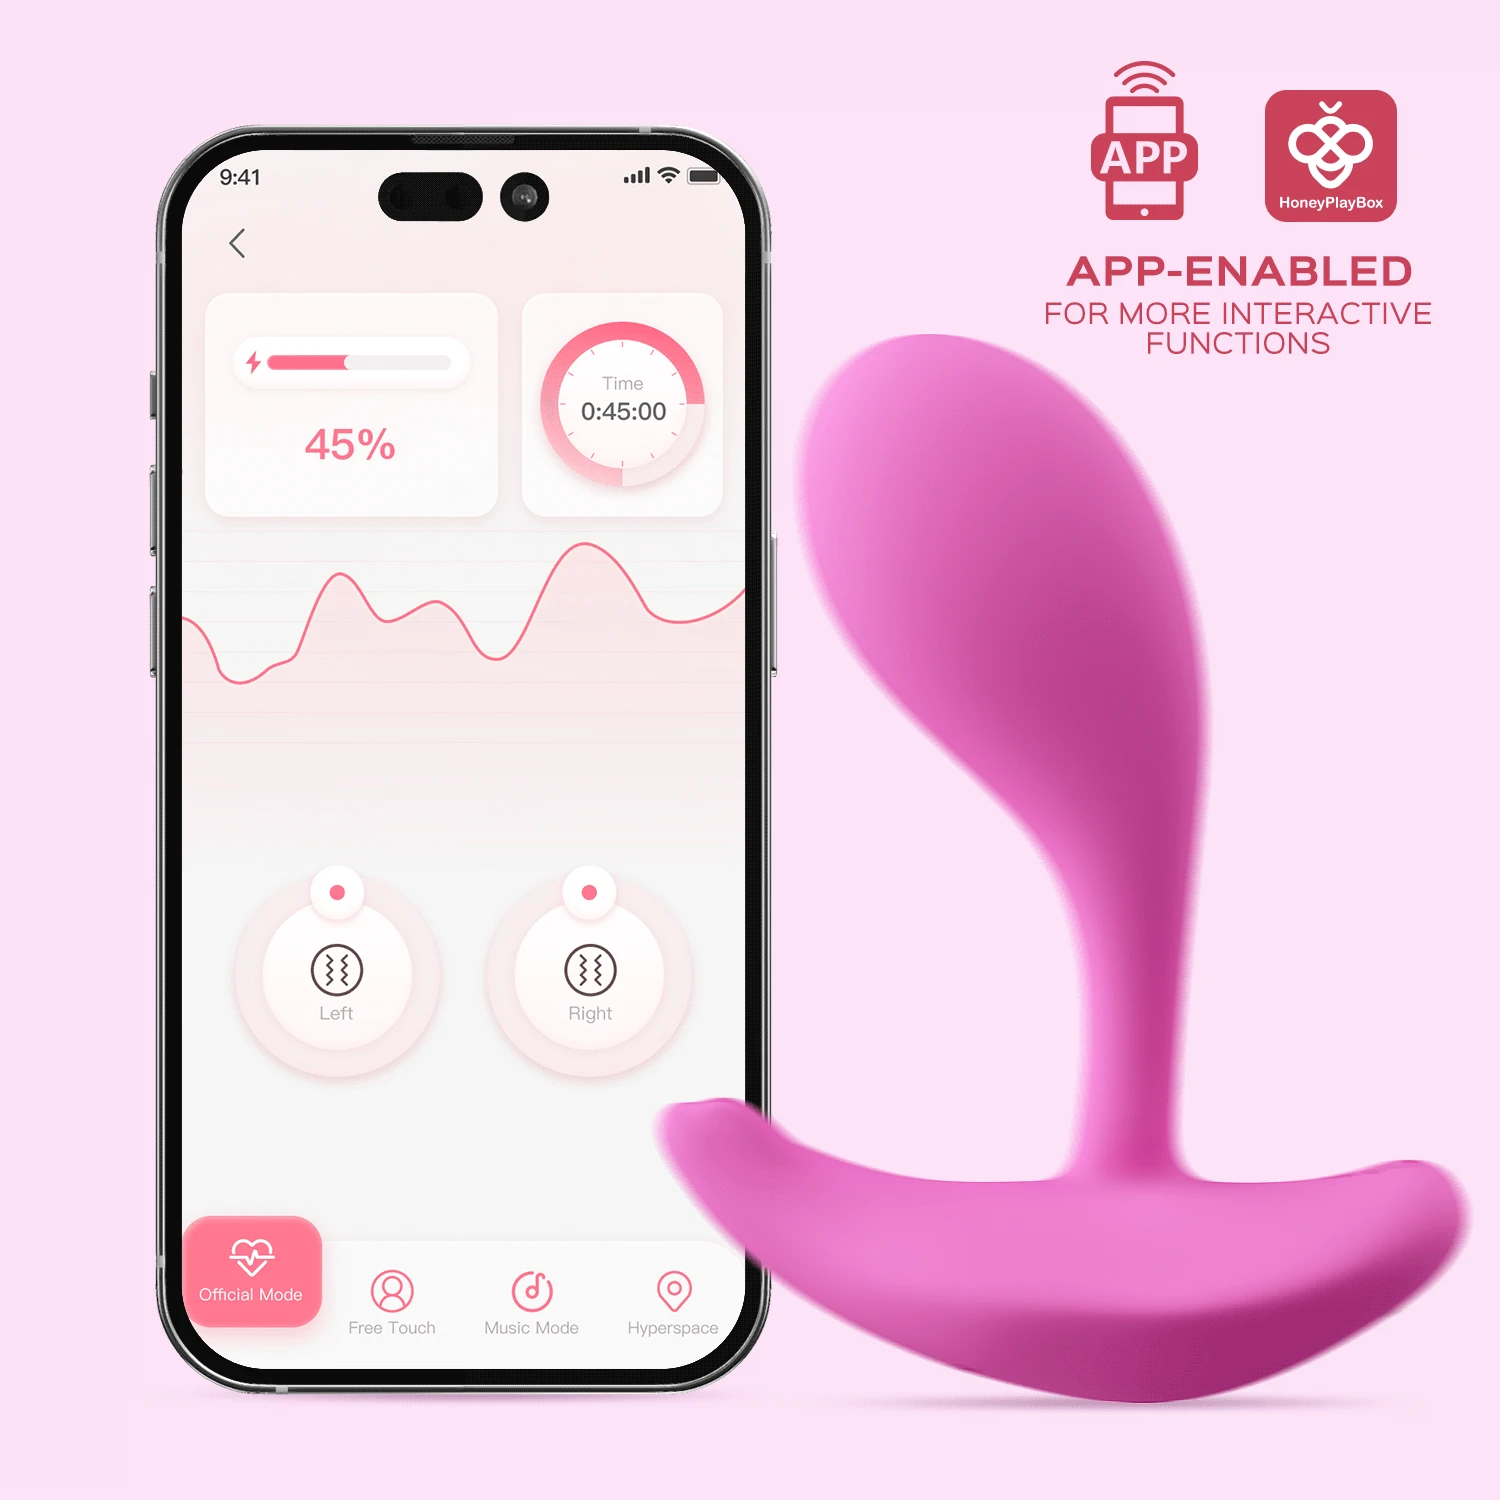 APP
HoneyPlayBox
APP-ENABLED
FOR MORE INTERACTIVE
FUNCTIONS
9:41
45%
Time
0:45:00
Left
Right
Official Mode
Free Touch
Music Mode
Hyperspace